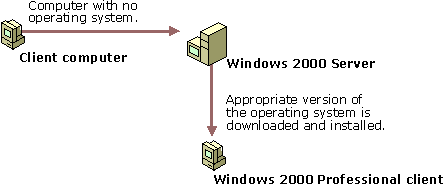 Computer with no
operating system.
Client computer
Windows 2000 Server
Appropriate version of
the operating system is
downloaded and installed.
Windows 2000 Professional client